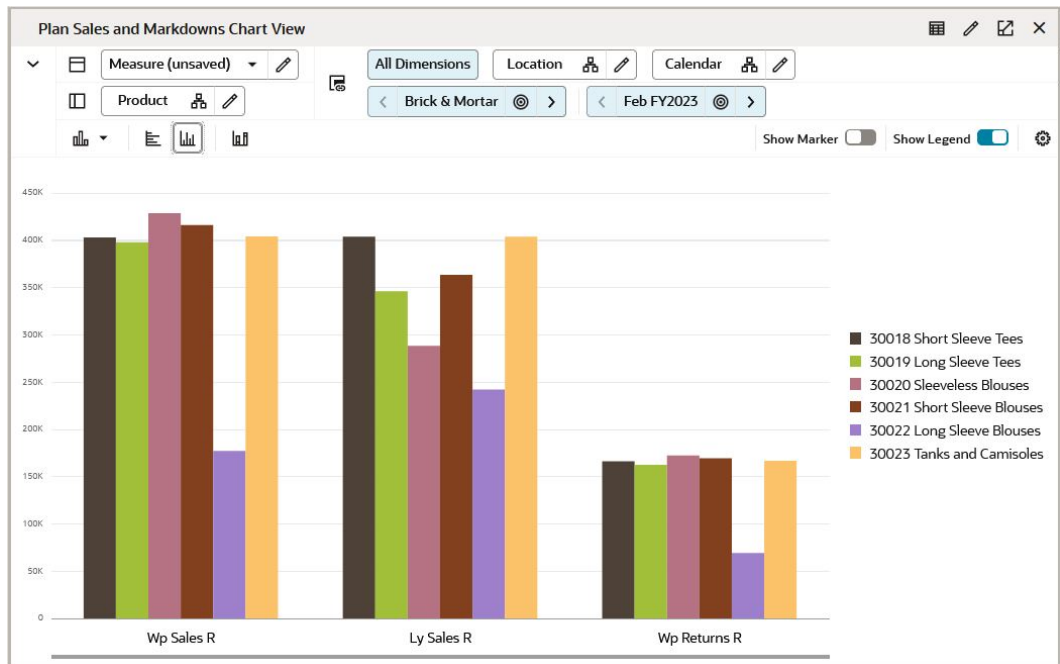 Plan Sales and Markdowns Chart View
Measure (unsaved)
All Dimensions Location Calendar
Product
Brick & Mortar Feb FY2023
Show Marker Show Legend
450K
400K
350K
300K
250K
200K
150K
100K
50K
0
Wp Sales R Ly Sales R Wp Returns R
30018 Short Sleeve Tees
30019 Long Sleeve Tees
30020 Sleeveless Blouses
30021 Short Sleeve Blouses
30022 Long Sleeve Blouses
30023 Tanks and Camisoles